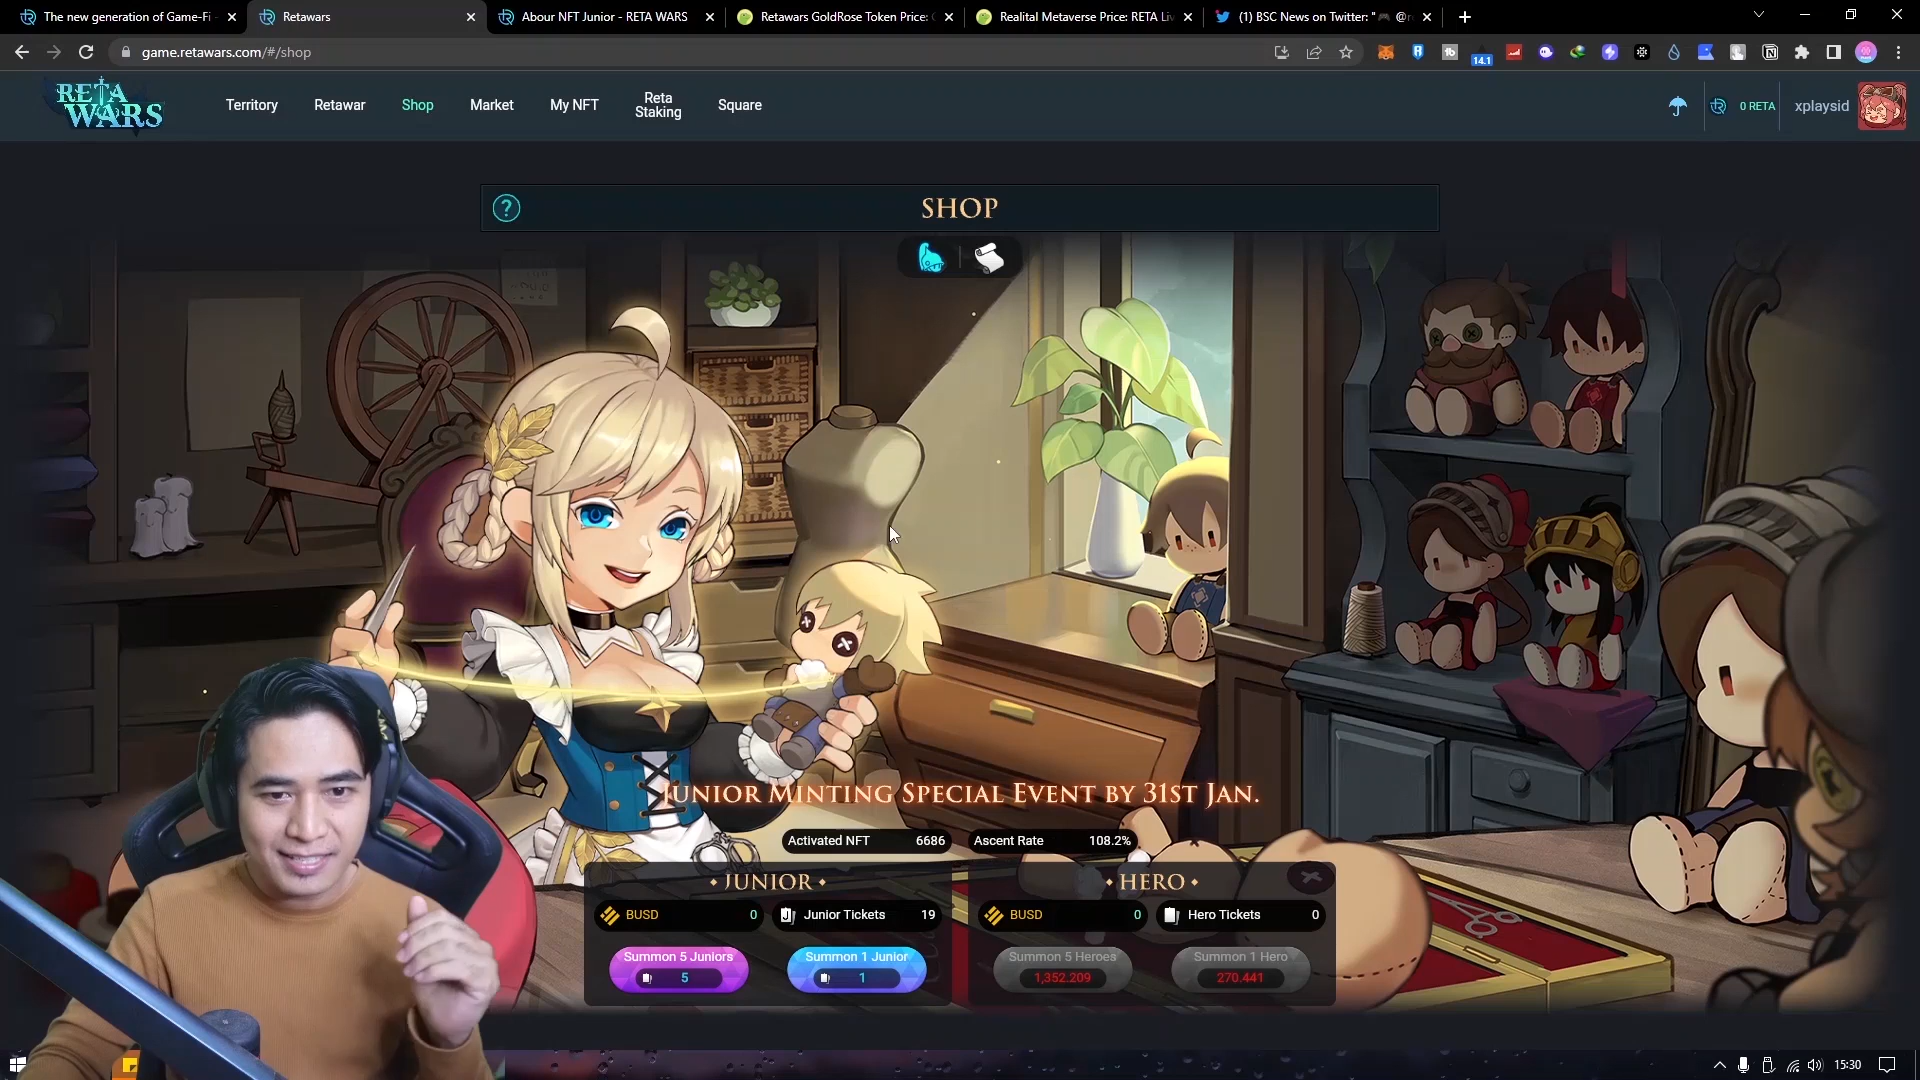 The new generation of Game-Fi -
Retawars
Abour NFT Junior - RETA WARS
Retawars GoldRose Token Price:
Realital Metaverse Price: RETA Liv
(1) BSC News on Twitter: "
game.retawars.com/#/shop
14.1
RETA WARS
Territory
Retawar
Shop
Market
My NFT
Reta Staking
Square
0 RETA
xplaysid
?
SHOP
JUNIOR MINTING SPECIAL EVENT BY 31ST JAN.
Activated NFT 6686
Ascent Rate 108.2%
JUNIOR
HERO
BUSD 0
Junior Tickets 19
BUSD 0
Hero Tickets 0
Summon 5 Juniors
5
Summon 1 Junior
1
Summon 5 Heroes
1,352.209
Summon 1 Hero
270.441
15:30